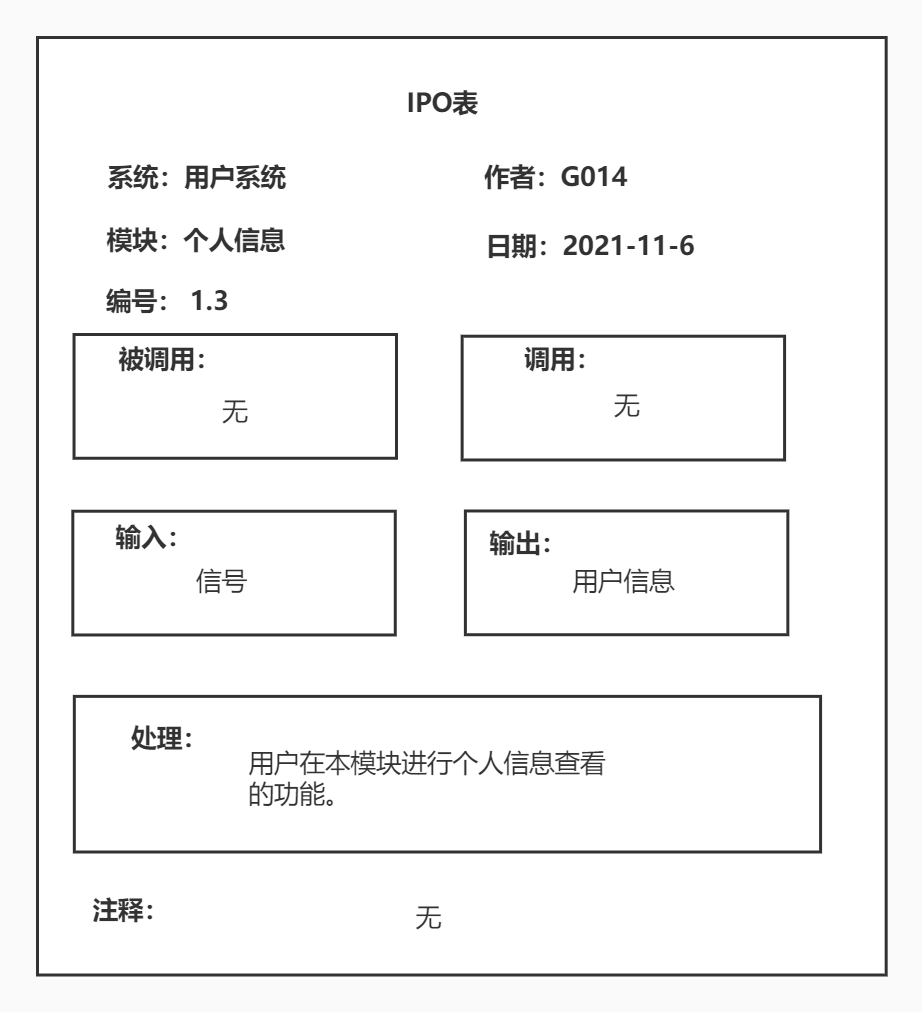 IPO表
系统：用户系统
作者：G014
模块：个人信息
日期：2021-11-6
编号： 1.3
被调用：
无
调用：
无
输入：
信号
输出：
用户信息
处理：
用户在本模块进行个人信息查看
的功能。
注释：
无